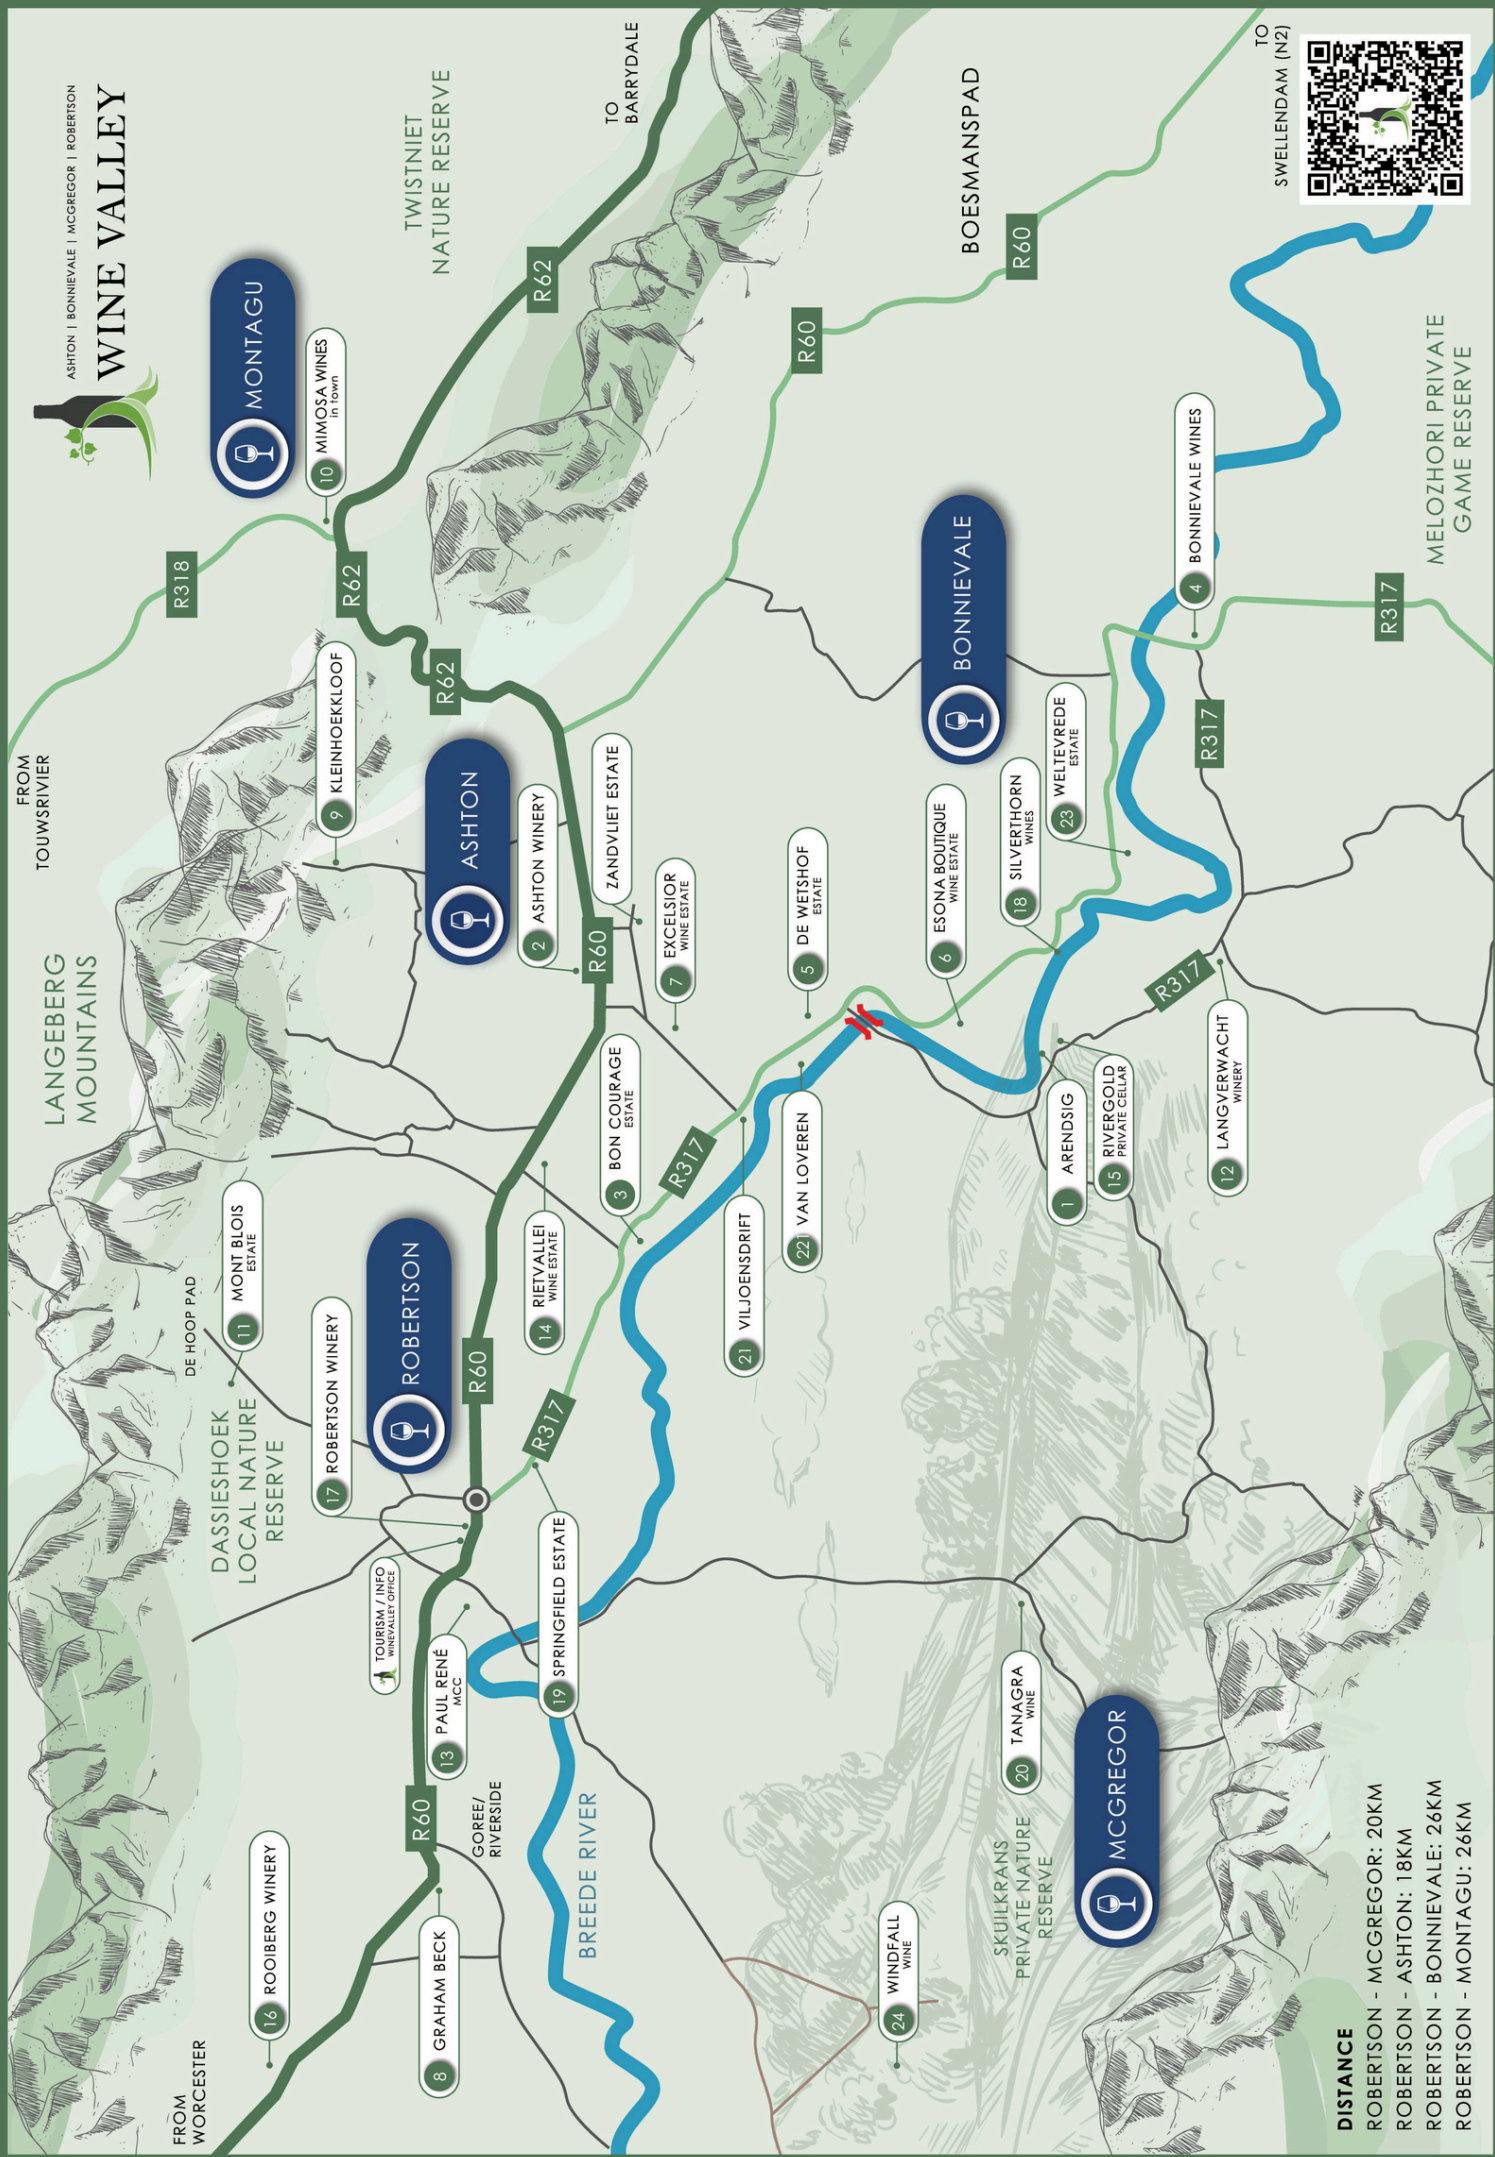 ASHTON | BONNIEVALE | MCGREGOR | ROBERTSON
WINE VALLEY
FROM
WORCESTER
16 ROOIBERG WINERY
8 GRAHAM BECK
R60
GOREE/
RIVERSIDE
BREEDE RIVER
DASSIESHOEK
LOCAL NATURE
RESERVE
DE HOOP PAD
11 MONT BLOIS
ESTATE
17 ROBERTSON WINERY
ROBERTSON
TOURISM / INFO
WINEVALLEY OFFICE
13 PAUL RENÉ
MCC
19 SPRINGFIELD ESTATE
R60
R317
14 RIETVALLEI
WINE ESTATE
3 BON COURAGE
ESTATE
R317
21 VILJOENSDRIFT
22 VAN LOVEREN
LANGEBERG
MOUNTAINS
FROM
TOUWSRIVIER
9 KLEINHOEKKLOOF
ASHTON
2 ASHTON WINERY
R60
ZANDVLIET ESTATE
7 EXCELSIOR
WINE ESTATE
5 DE WETSHOF
ESTATE
6 ESONA BOUTIQUE
WINE ESTATE
18 SILVERTHORN
WINES
23 WELTEVREDE
ESTATE
1 ARENDSIG
15 RIVERGOLD
PRIVATE CELLAR
12 LANGVERWACHT
WINERY
R317
R317
R318
R62
R62
MONTAGU
10 MIMOSA WINES
in town
TWISTNIET
NATURE RESERVE
R62
TO
BARRYDALE
R60
R60
BOESMANSPAD
BONNIEVALE
4 BONNIEVALE WINES
R317
MELOZHORI PRIVATE
GAME RESERVE
TO
SWELLENDAM (N2)
24 WINDFALL
WINE
SKUILKRANS
PRIVATE NATURE
RESERVE
20 TANAGRA
WINE
MCGREGOR
DISTANCE
ROBERTSON - MCGREGOR: 20KM
ROBERTSON - ASHTON: 18KM
ROBERTSON - BONNIEVALE: 26KM
ROBERTSON - MONTAGU: 26KM